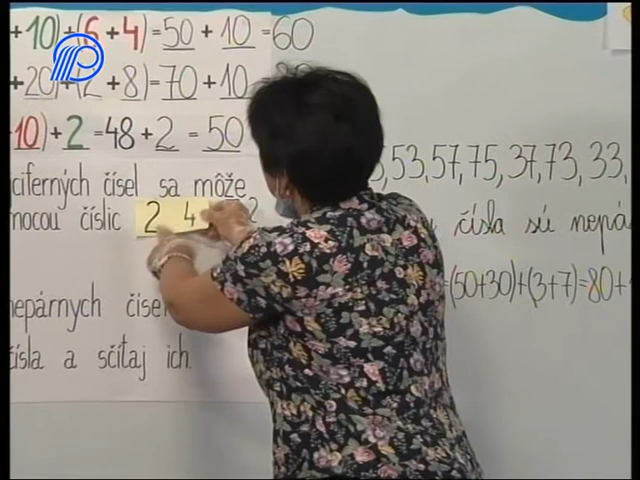 +10)+(6+4)=50+10=60
+20)+(2+8)=70+10
10)+2=48+2=50
53,53,57,75,37,73,33,
ciferných čísel sa môže
mocou číslic 2 4
čísla sú nepá
=(50+30)+(3+7)=80+
nepárnych číse
čísla a sčítaj ich.